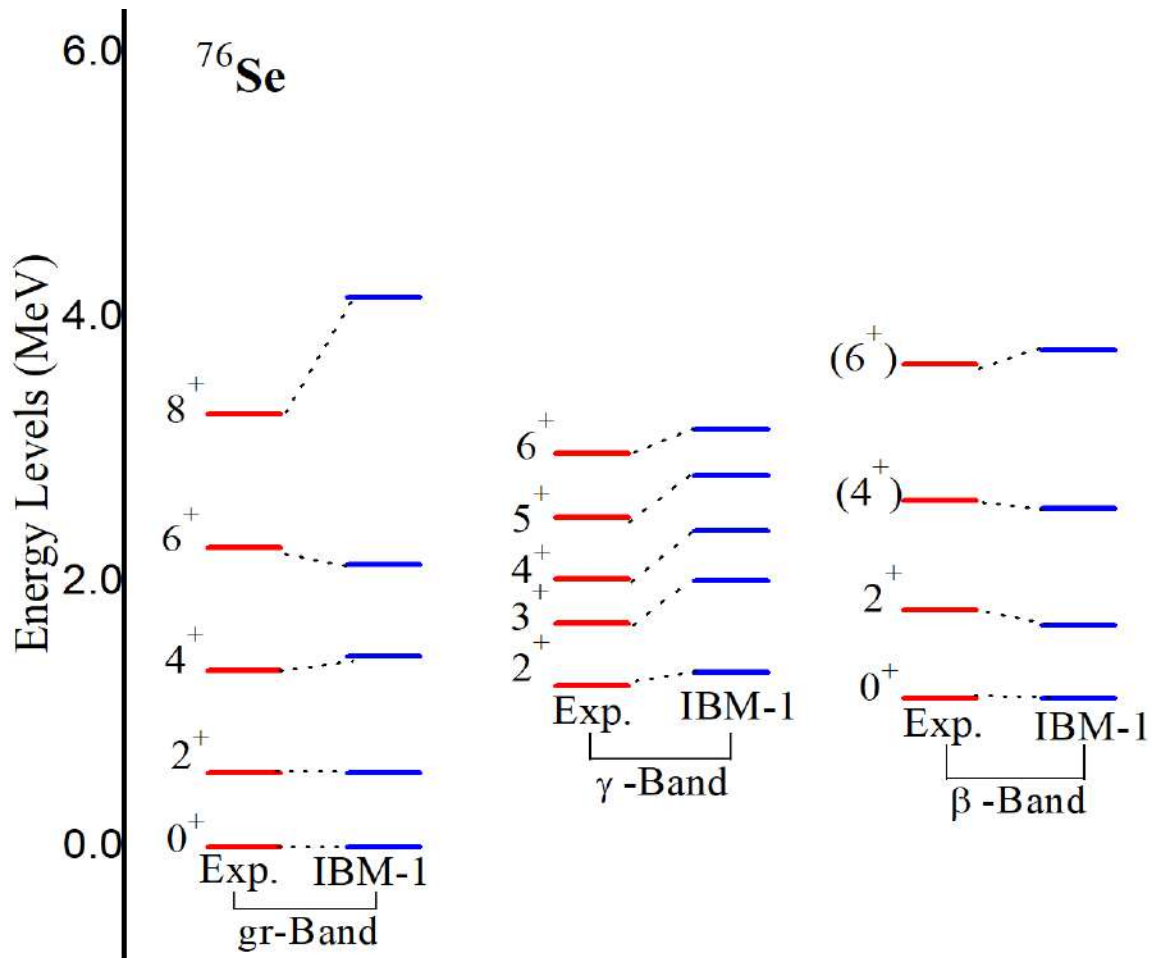 ⁷⁶Se
Energy Levels (MeV)
6.0
4.0
2.0
0.0
8⁺
6⁺
4⁺
2⁺
0⁺
Exp. IBM-1
gr-Band
6⁺
5⁺
4⁺
3⁺
2⁺
Exp. IBM-1
γ -Band
(6⁺)
(4⁺)
2⁺
0⁺
Exp. IBM-1
β -Band